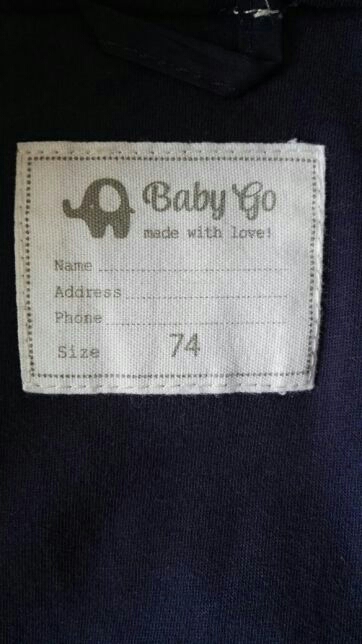 Baby Go
made with love!
Name
Address
Phone
Size 74